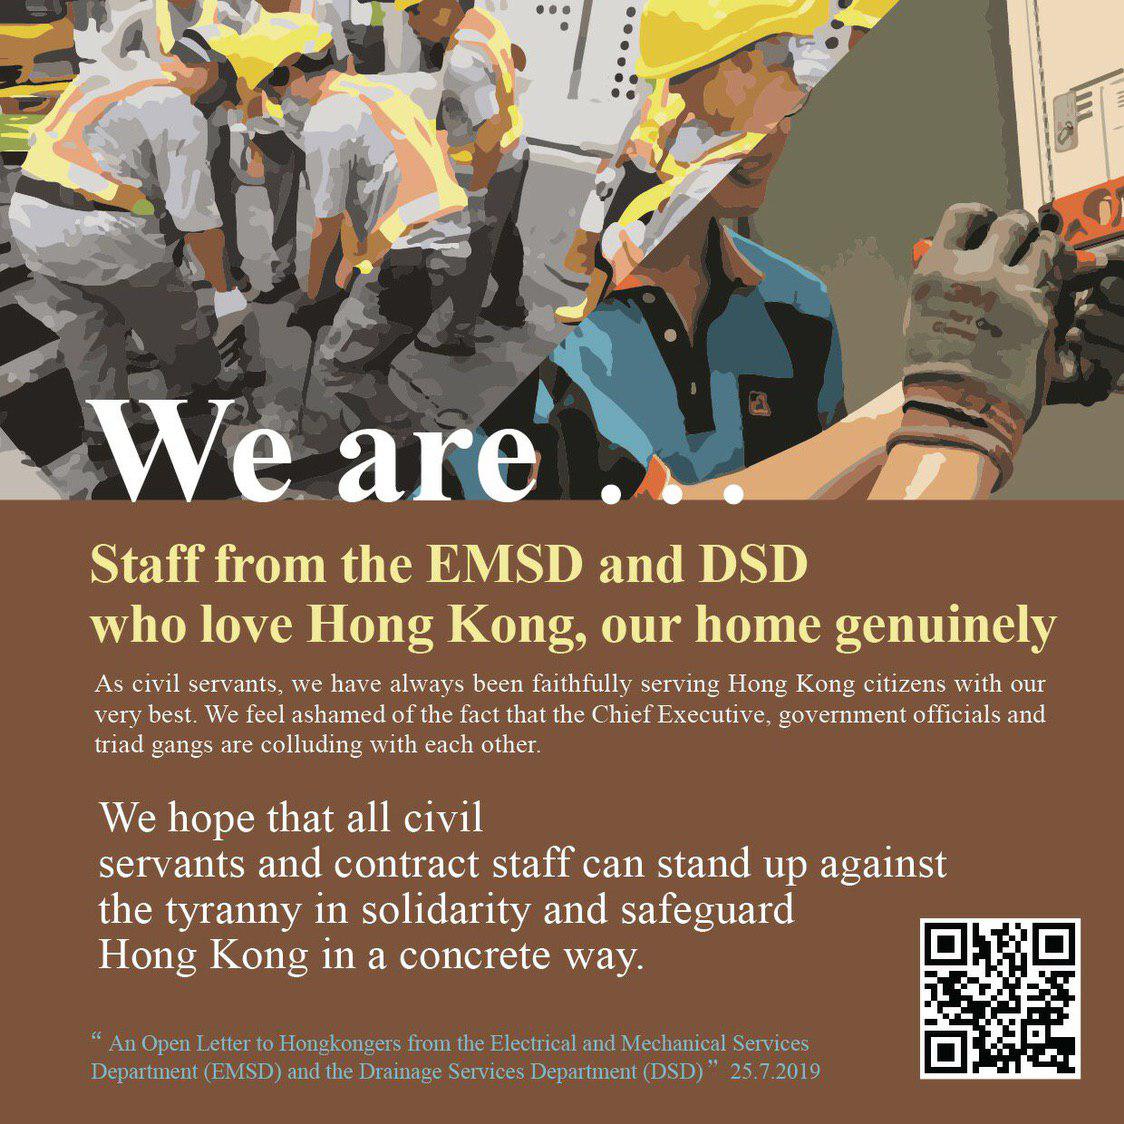 We are ...
Staff from the EMSD and DSD
who love Hong Kong, our home genuinely
As civil servants, we have always been faithfully serving Hong Kong citizens with our
very best. We feel ashamed of the fact that the Chief Executive, government officials and
triad gangs are colluding with each other.
We hope that all civil
servants and contract staff can stand up against
the tyranny in solidarity and safeguard
Hong Kong in a concrete way.
“ An Open Letter to Hongkongers from the Electrical and Mechanical Services
Department (EMSD) and the Drainage Services Department (DSD) ” 25.7.2019